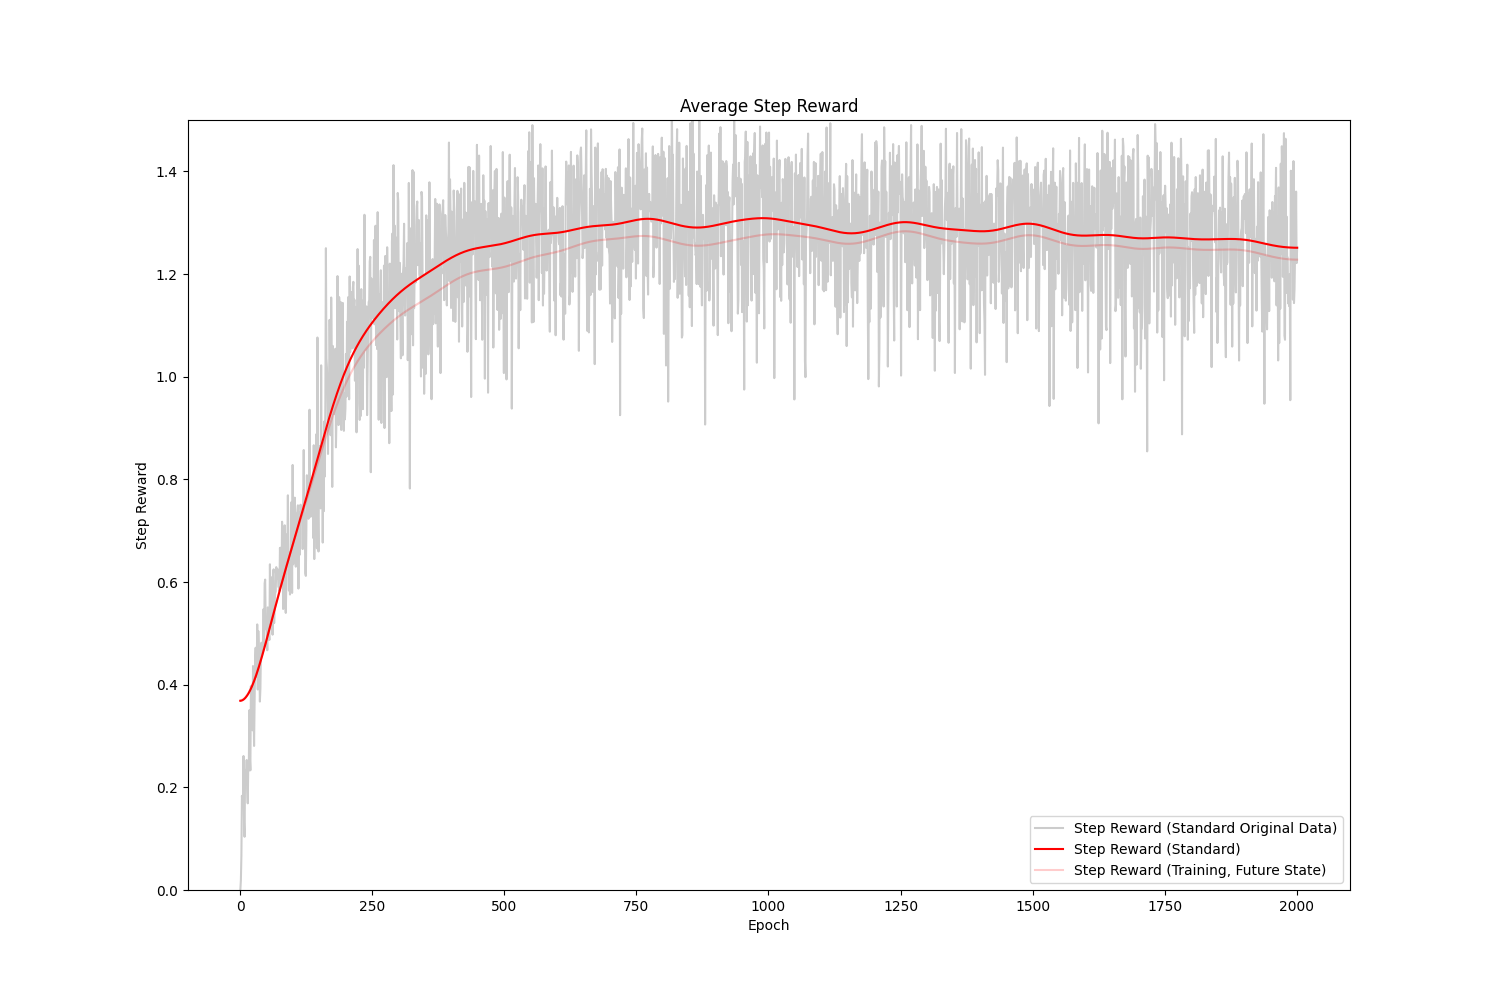 Average Step Reward
1.4
1.2
1.0
0.8
0.6
0.4
0.2
0.0
Step Reward
0 250 500 750 1000 1250 1500 1750 2000
Epoch
Step Reward (Standard Original Data)
Step Reward (Standard)
Step Reward (Training, Future State)